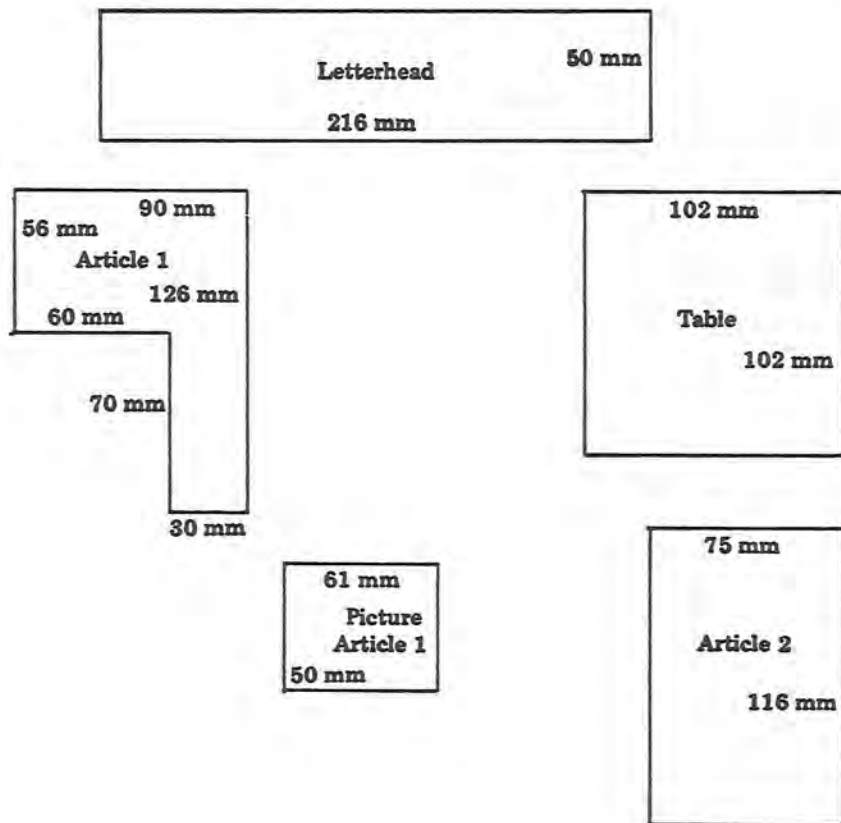 50 mm
Letterhead
216 mm
90 mm
56 mm
Article 1
126 mm
60 mm
70 mm
30 mm
102 mm
Table
102 mm
61 mm
Picture
Article 1
50 mm
75 mm
Article 2
116 mm